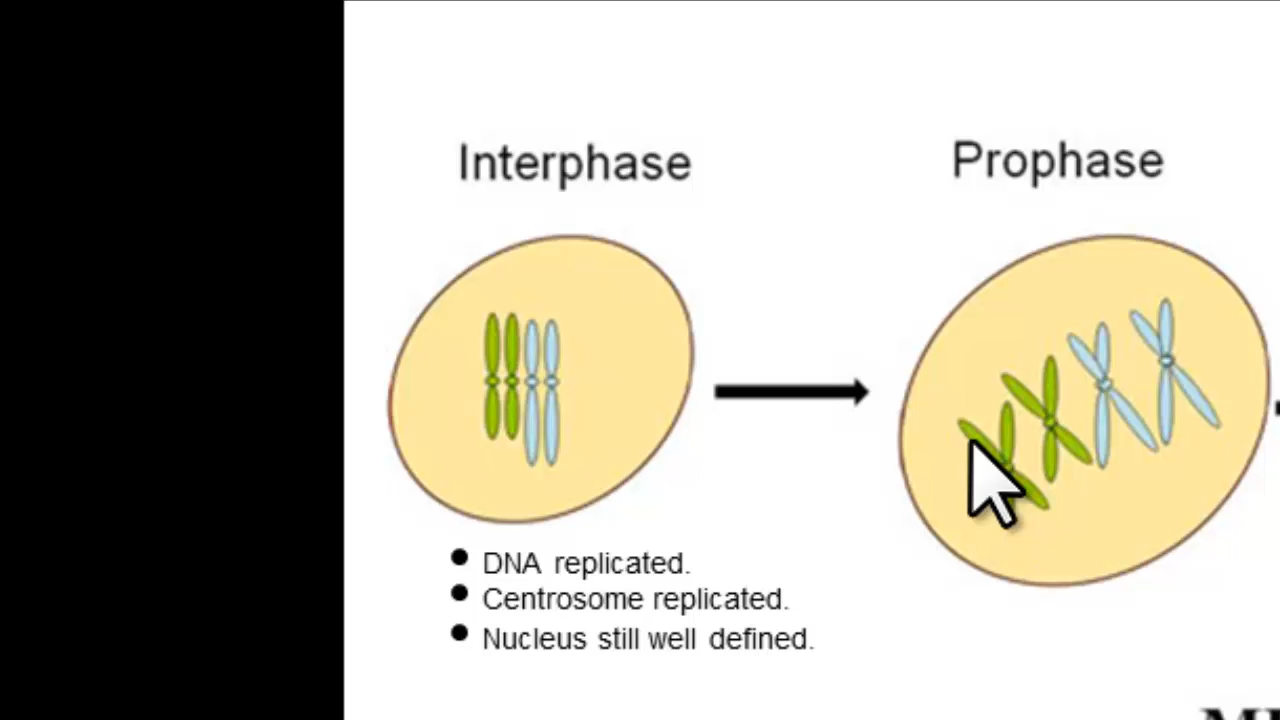 Interphase
Prophase
DNA replicated.
Centrosome replicated.
Nucleus still well defined.